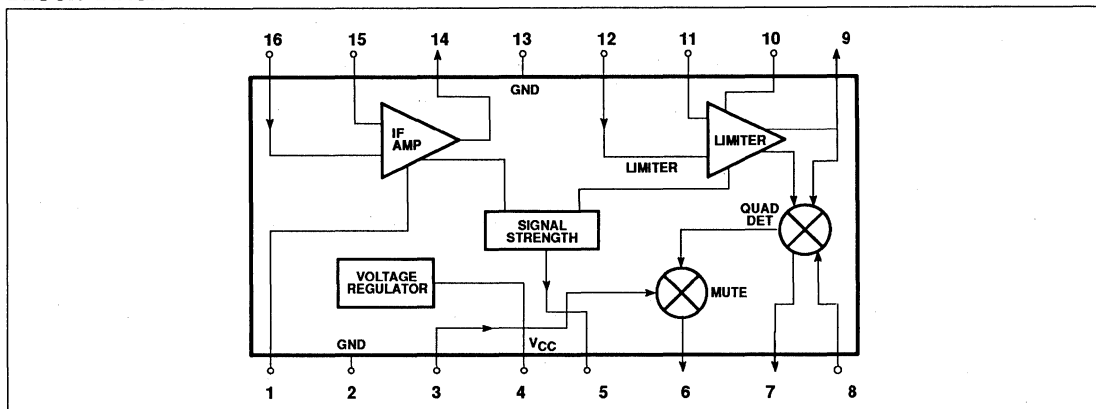 16 15 14 13 12 11 10 9
GND
IF
AMP
LIMITER
LIMITER
QUAD
DET
SIGNAL
STRENGTH
VOLTAGE
REGULATOR
MUTE
GND
VCC
1 2 3 4 5 6 7 8